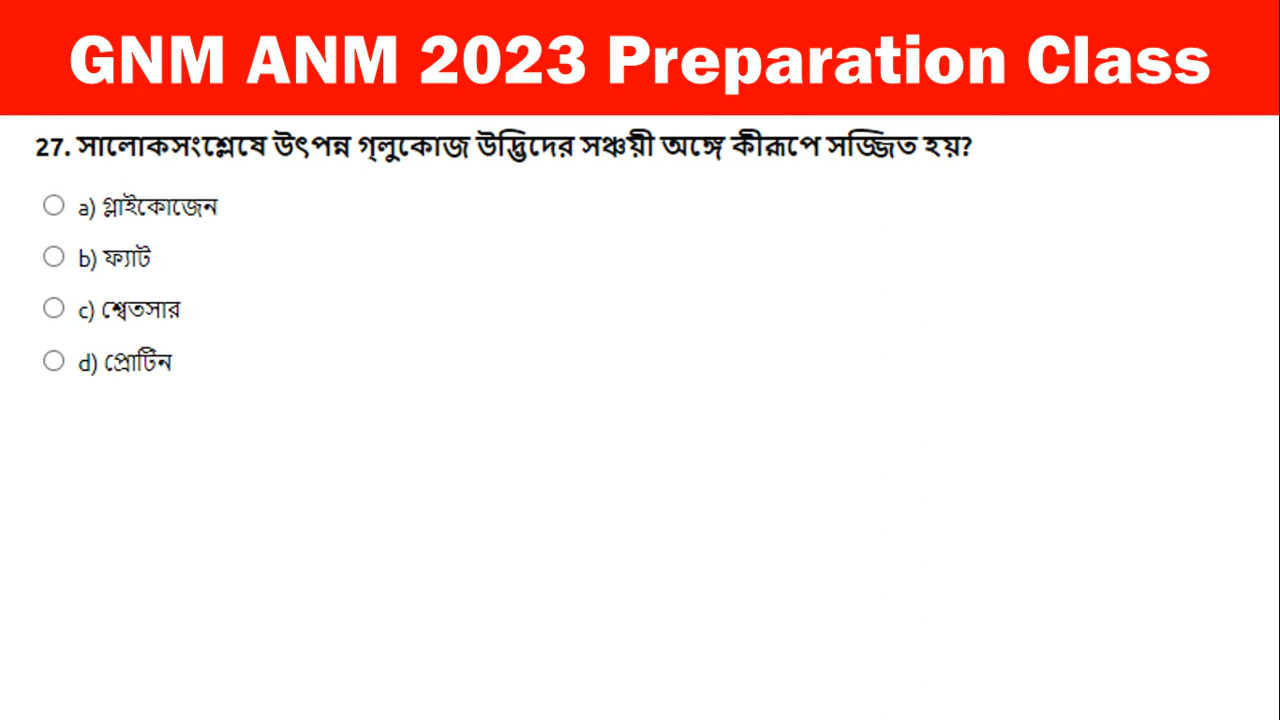 GNM ANM 2023 Preparation Class
27. সালোকসংশ্লেষে উৎপন্ন গ্লুকোজ উদ্ভিদের সঞ্চয়ী অঙ্গে কীরূপে সজ্জিত হয়?
a) গ্লাইকোজেন
b) ফ্যাট
c) শ্বেতসার
d) প্রোটিন